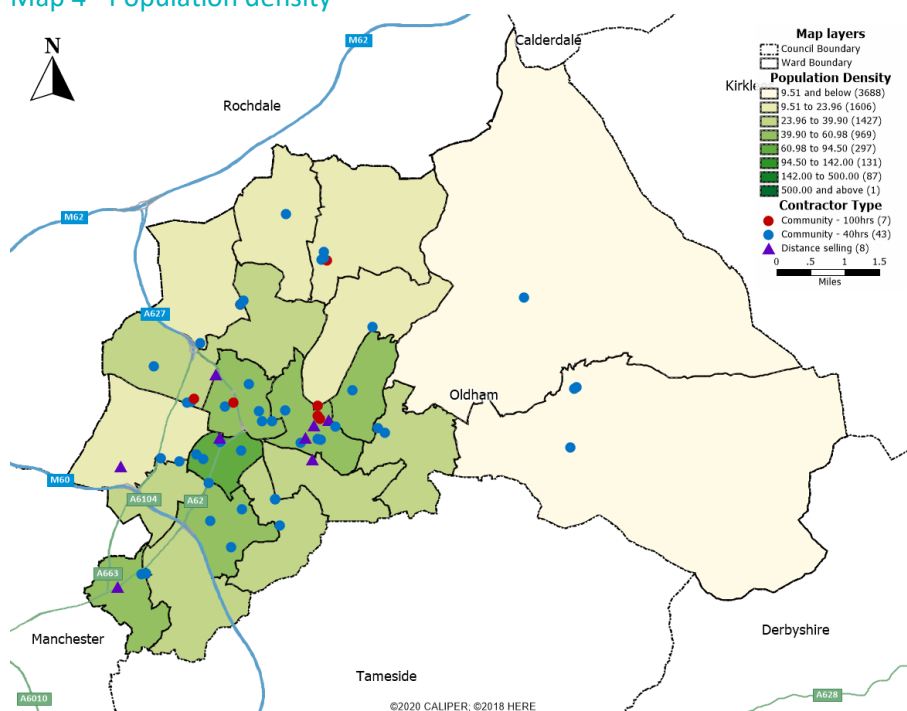 Map 4 - Population density
N
M62
Calderdale
Rochdale
M62
A627
Oldham
M60
A6104
A62
A663
Manchester
Derbyshire
Tameside
A6010
A628
©2020 CALIPER; ©2018 HERE
Map layers
Council Boundary
Ward Boundary
Population Density
9.51 and below (3688)
9.51 to 23.96 (1606)
23.96 to 39.90 (1427)
39.90 to 60.98 (969)
60.98 to 94.50 (297)
94.50 to 142.00 (131)
142.00 to 500.00 (87)
500.00 and above (1)
Contractor Type
Community - 100hrs (7)
Community - 40hrs (43)
Distance selling (8)
0 .5 1 1.5
Miles